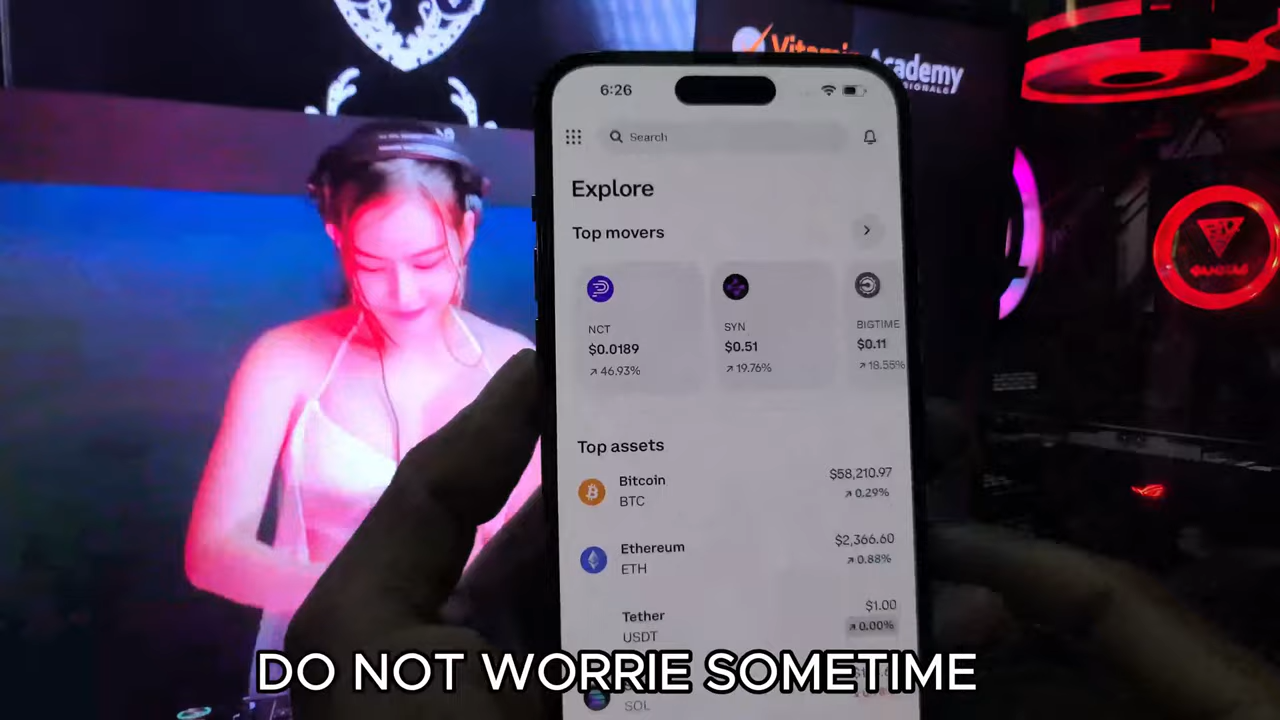 Vitamin Academy
6:26
Search
Explore
Top movers
NCT
$0.0189
↗ 46.93%
SYN
$0.51
↗ 19.76%
BIGTIME
$0.11
↗ 18.55%
Top assets
Bitcoin
$58,210.97
BTC
↗ 0.29%
Ethereum
$2,366.60
ETH
↗ 0.88%
Tether
$1.00
USDT
↗ 0.00%
DO NOT WORRIE SOMETIME
SOL